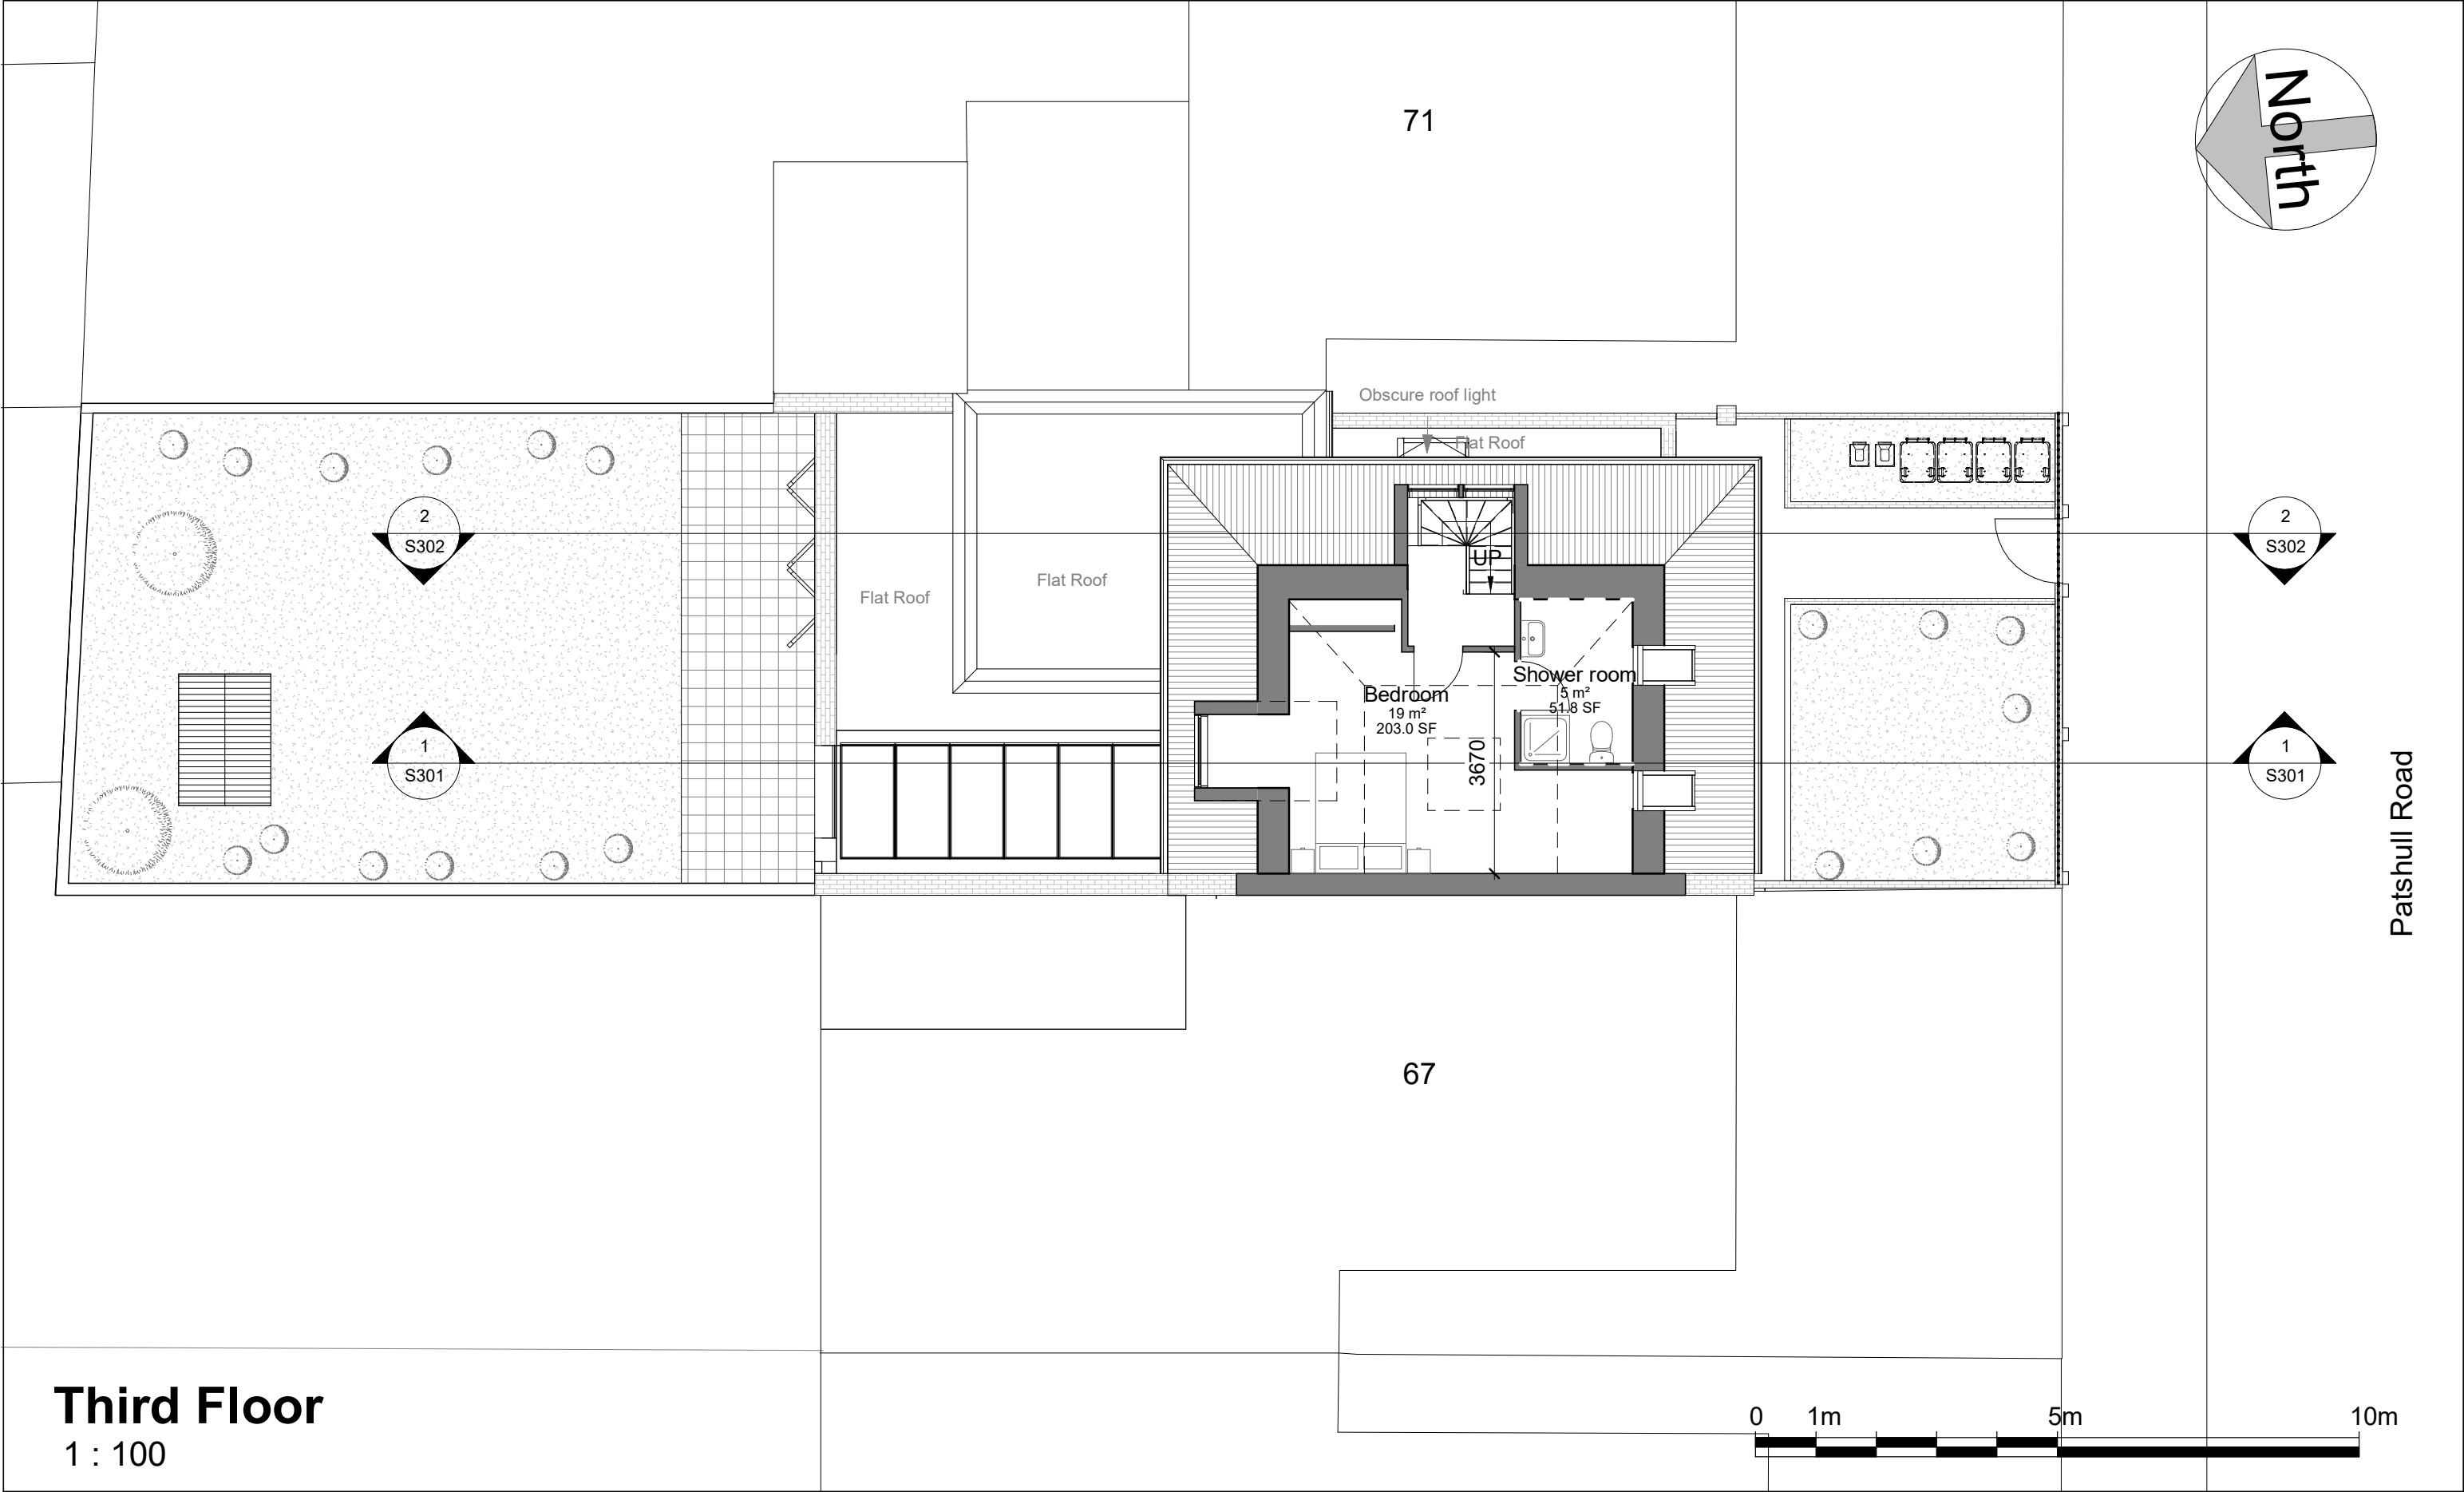 71
North
Obscure roof light
Flat Roof
2
S302
2
S302
UP
Flat Roof
Flat Roof
Shower room
5 m²
51.8 SF
Bedroom
19 m²
203.0 SF
3670
1
S301
1
S301
Patshull Road
67
Third Floor
1 : 100
0 1m 5m 10m